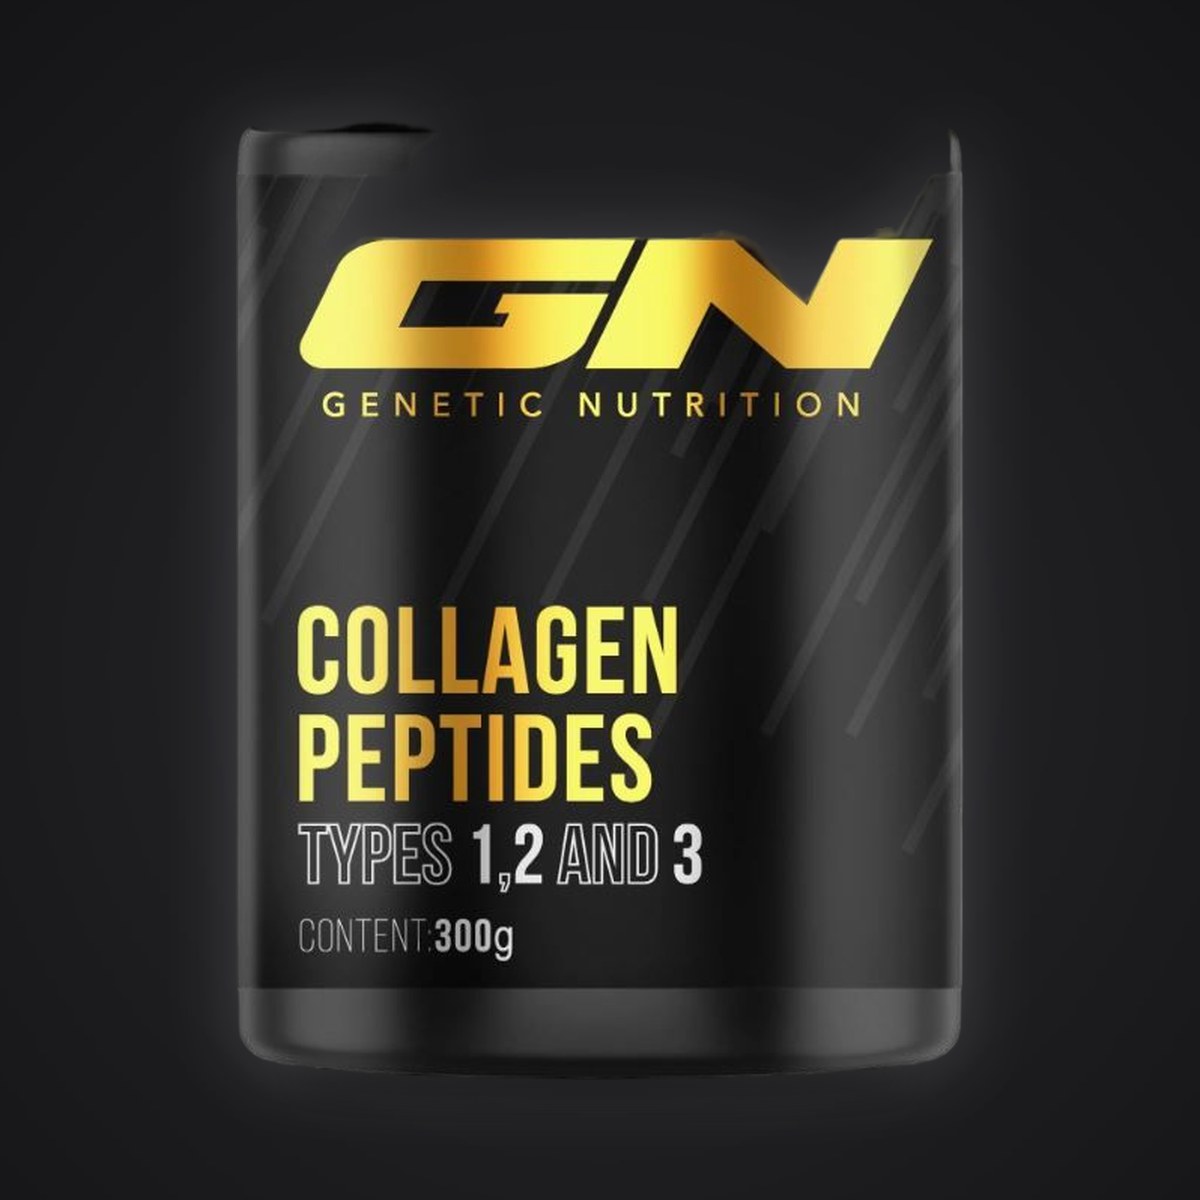 GN
GENETIC NUTRITION
COLLAGEN
PEPTIDES
TYPES 1,2 AND 3
CONTENT:300g